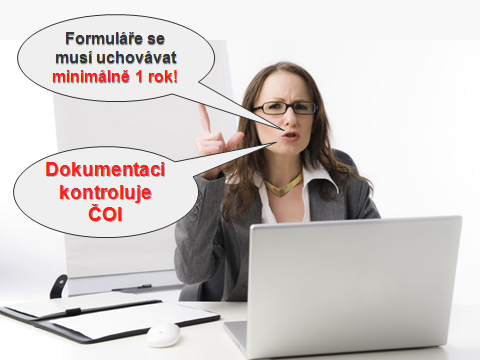 Formuláře se
musí uchovávat
minimálně 1 rok!
Dokumentaci
kontroluje
ČOI